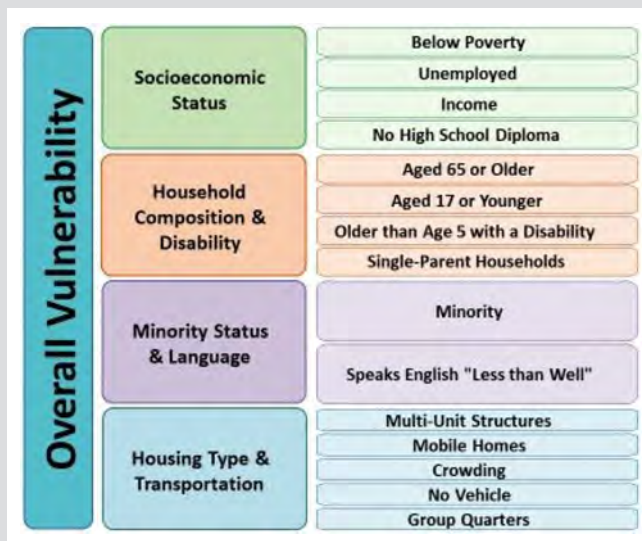 Overall Vulnerability
Socioeconomic
Status
Below Poverty
Unemployed
Income
No High School Diploma
Household
Composition &
Disability
Aged 65 or Older
Aged 17 or Younger
Older than Age 5 with a Disability
Single-Parent Households
Minority Status
& Language
Minority
Speaks English "Less than Well"
Housing Type &
Transportation
Multi-Unit Structures
Mobile Homes
Crowding
No Vehicle
Group Quarters